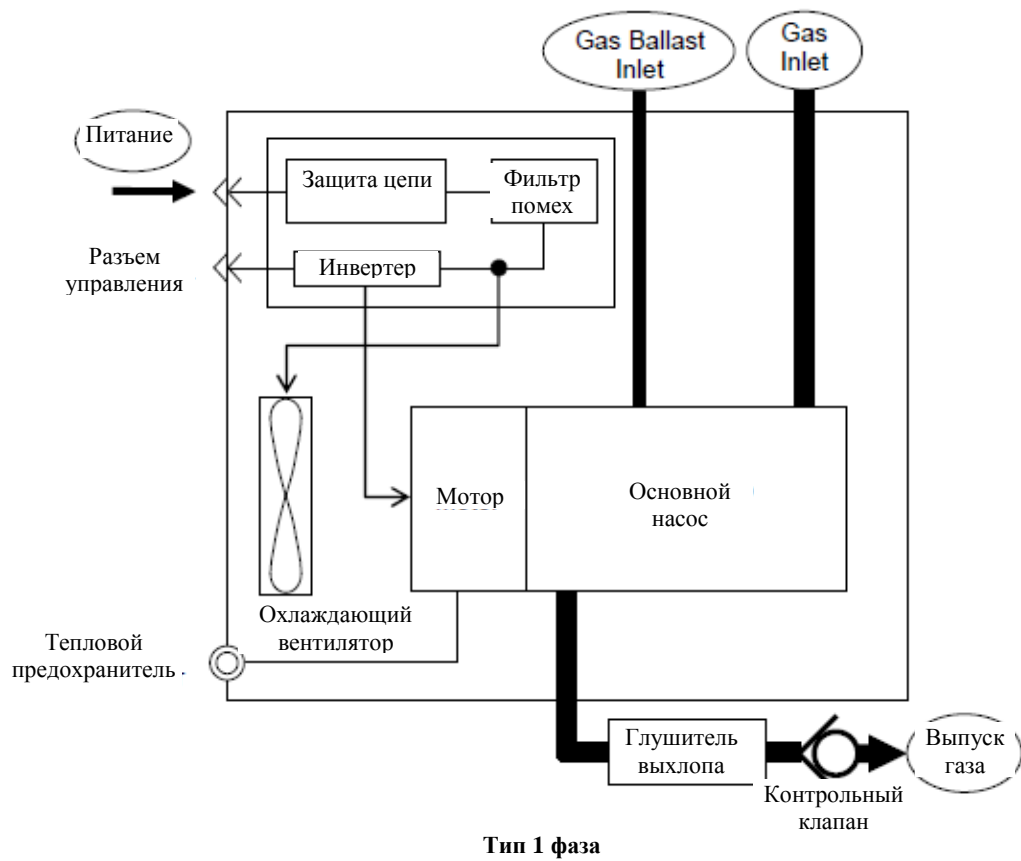 Gas Ballast
Inlet
Gas
Inlet
Питание
Защита цепи
Фильтр
помех
Разъем
управления
Инвертер
Мотор
Основной
насос
Охлаждающий
вентилятор
Тепловой
предохранитель
Глушитель
выхлопа
Выпуск
газа
Контрольный
клапан
Тип 1 фаза